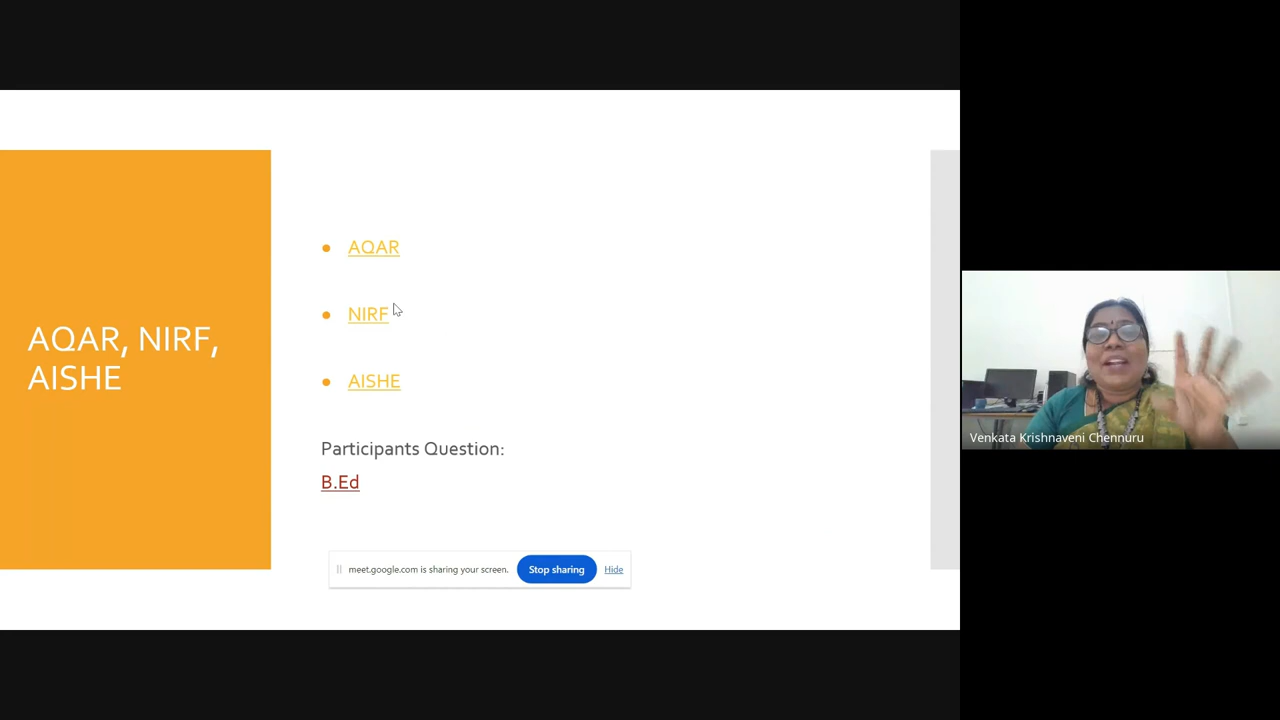 AQAR, NIRF,
AISHE
AQAR
NIRF
AISHE
Participants Question:
B.Ed
meet.google.com is sharing your screen.
Stop sharing
Hide
Venkata Krishnaveni Chennuru